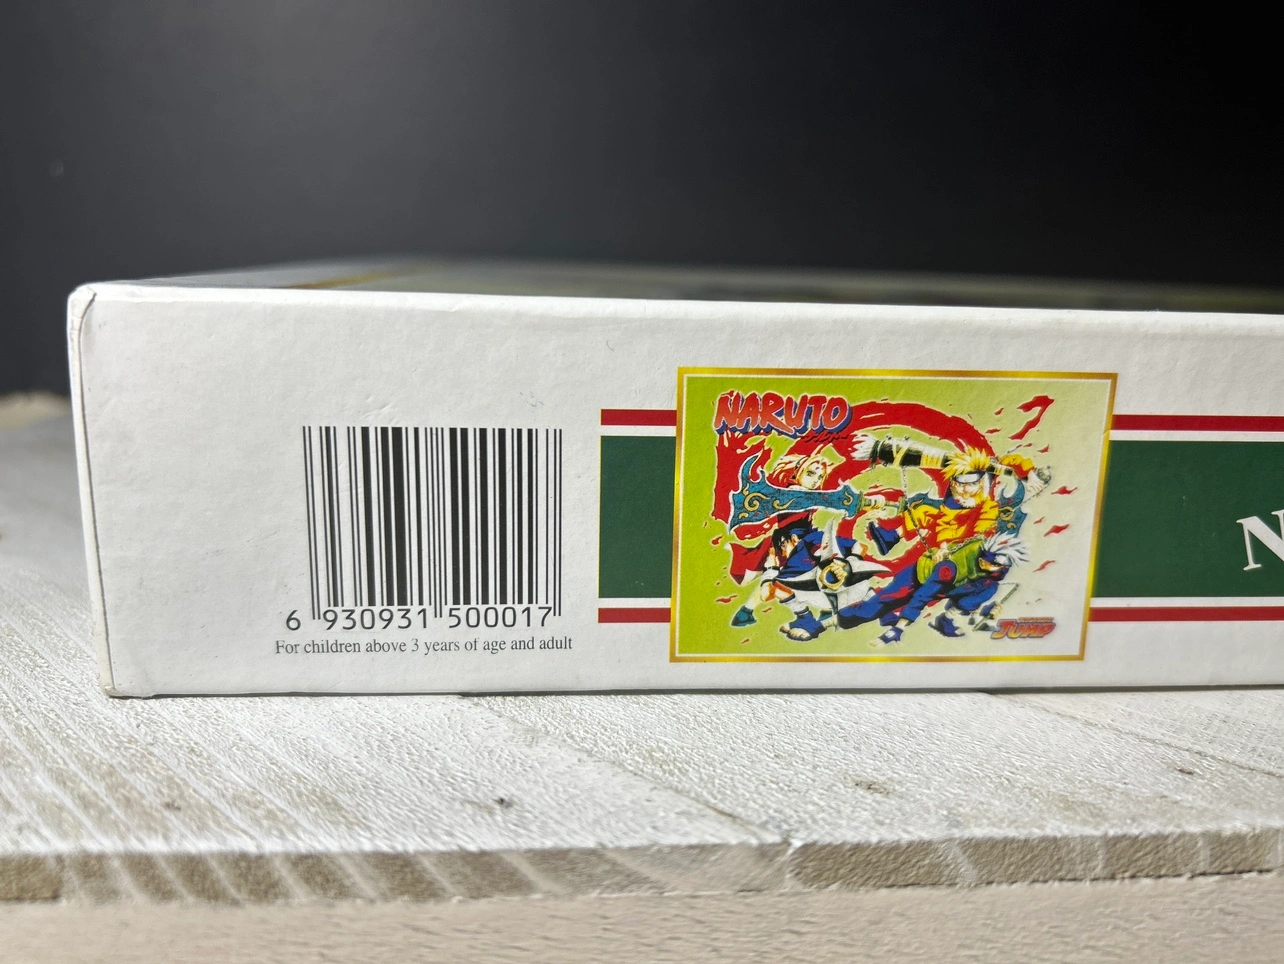 NARUTO
JUMP
N
6 930931 500017
For children above 3 years of age and adult